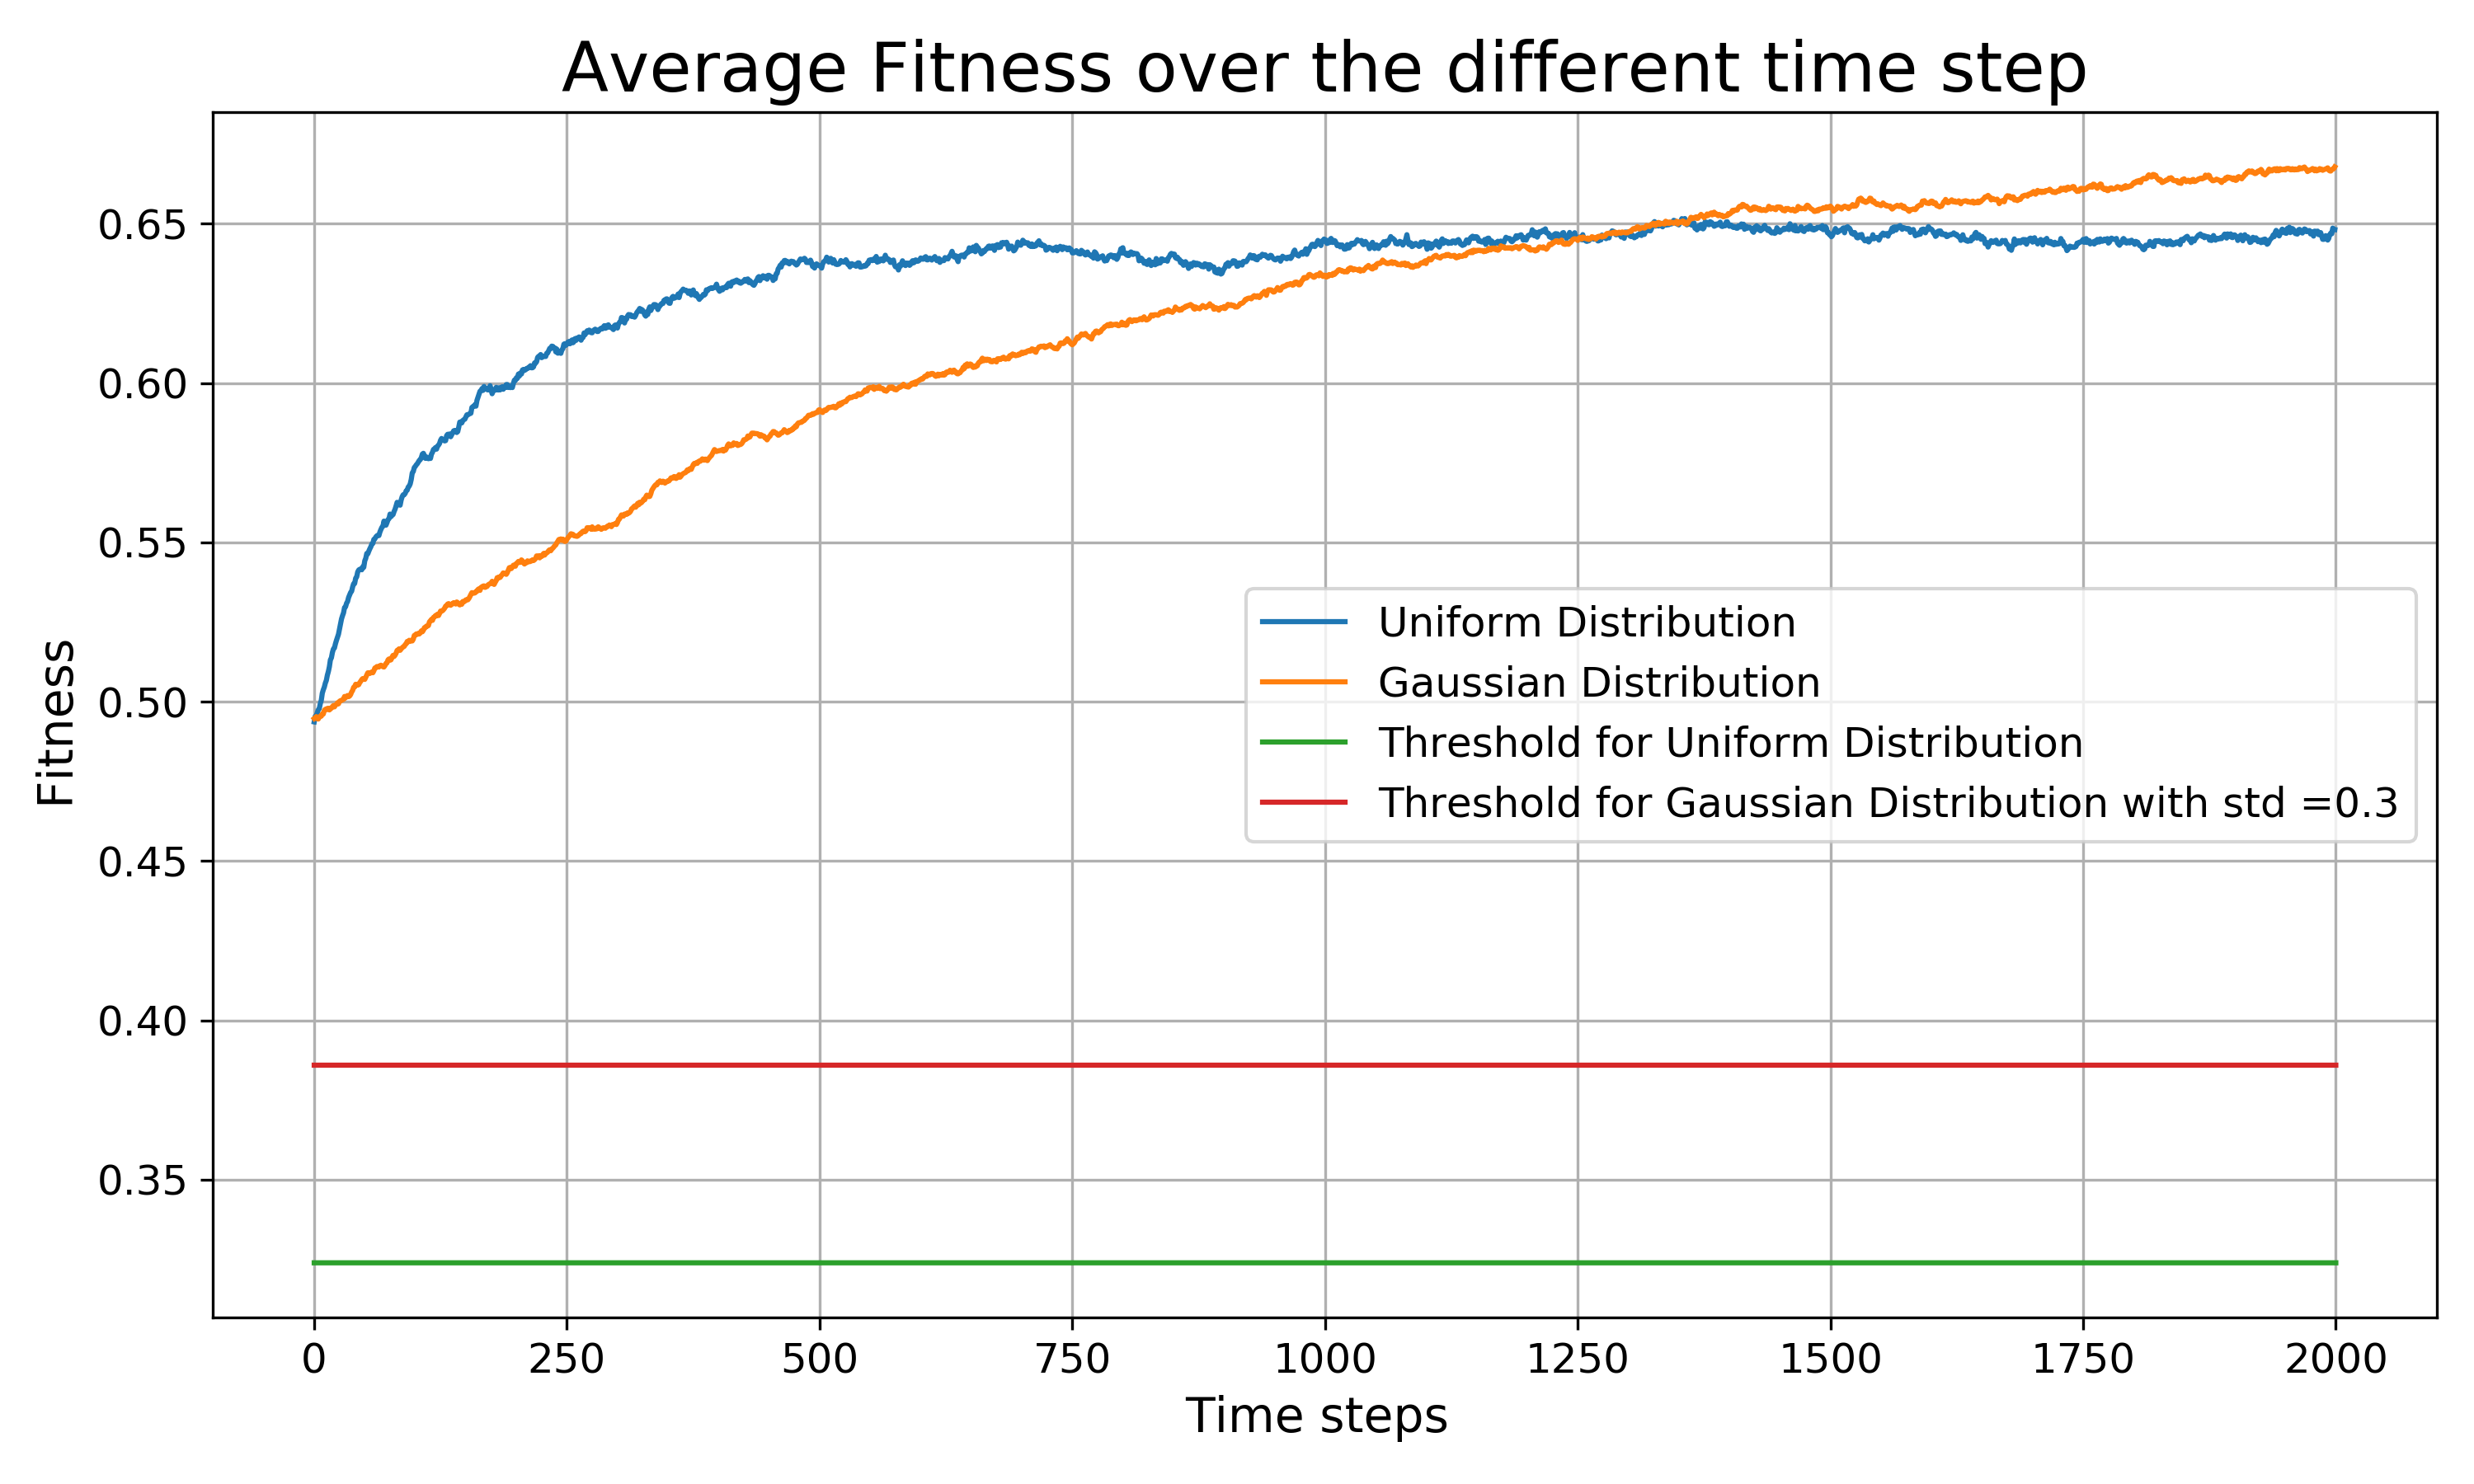 Average Fitness over the different time step
Fitness
0.65
0.60
0.55
0.50
0.45
0.40
0.35
Uniform Distribution
Gaussian Distribution
Threshold for Uniform Distribution
Threshold for Gaussian Distribution with std =0.3
0 250 500 750 1000 1250 1500 1750 2000
Time steps